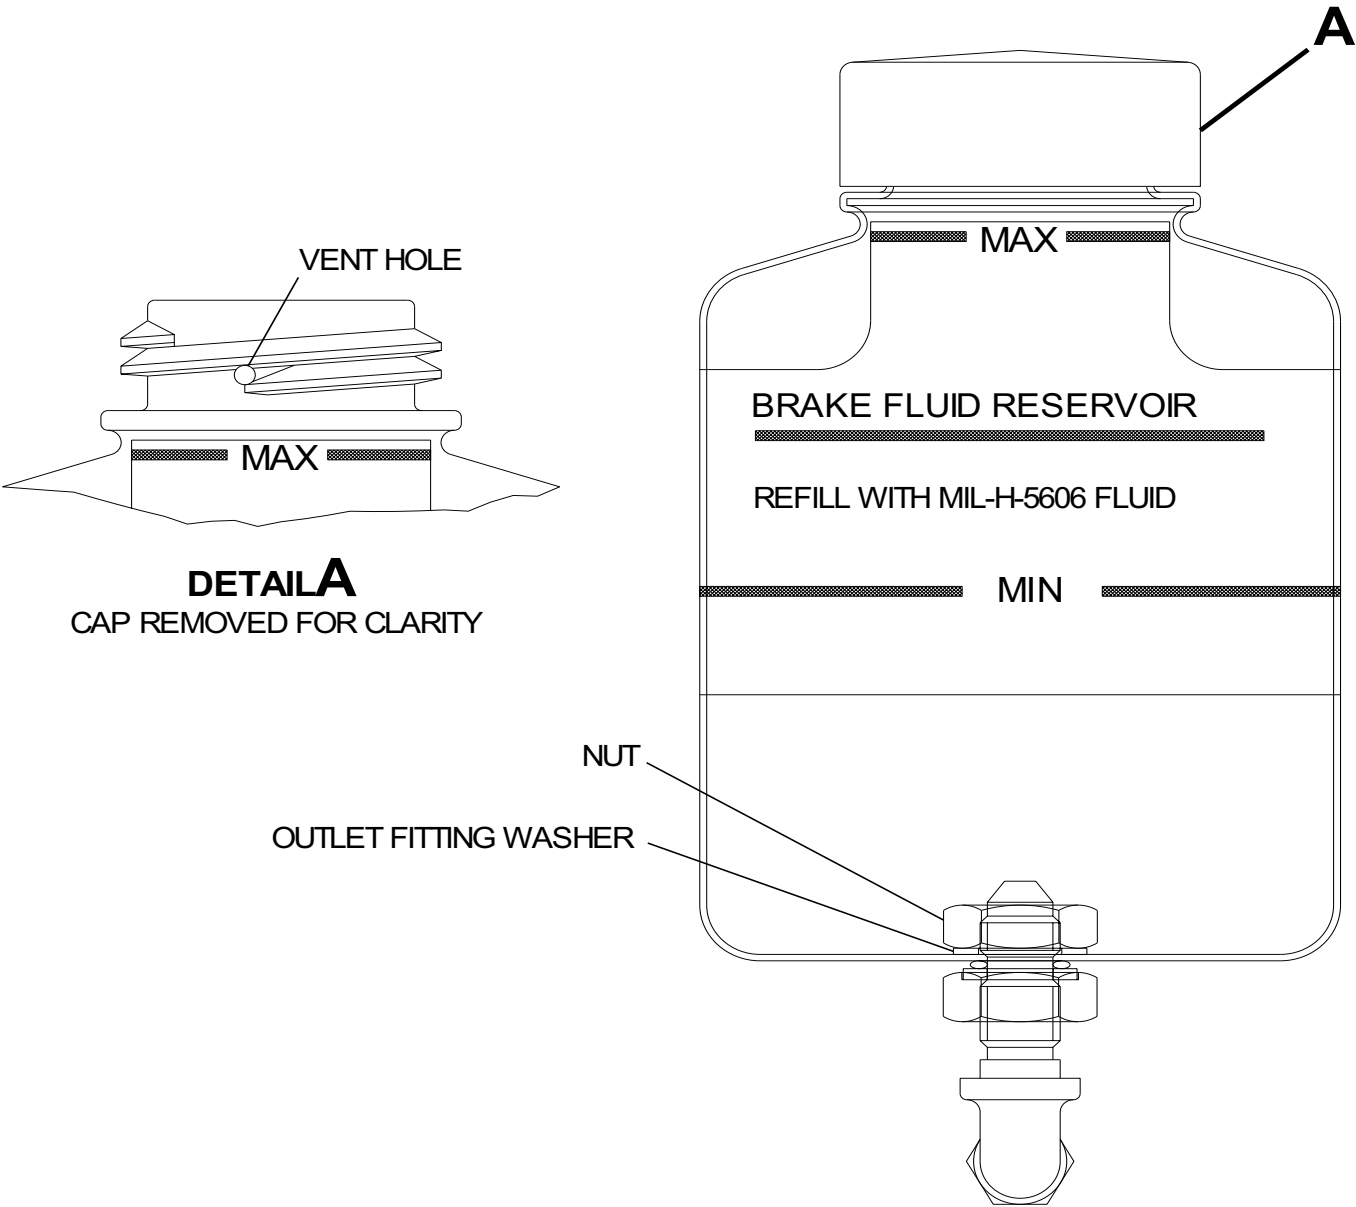 A
VENT HOLE
MAX
DETAIL A
CAP REMOVED FOR CLARITY
MAX
BRAKE FLUID RESERVOIR
REFILL WITH MIL-H-5606 FLUID
MIN
NUT
OUTLET FITTING WASHER